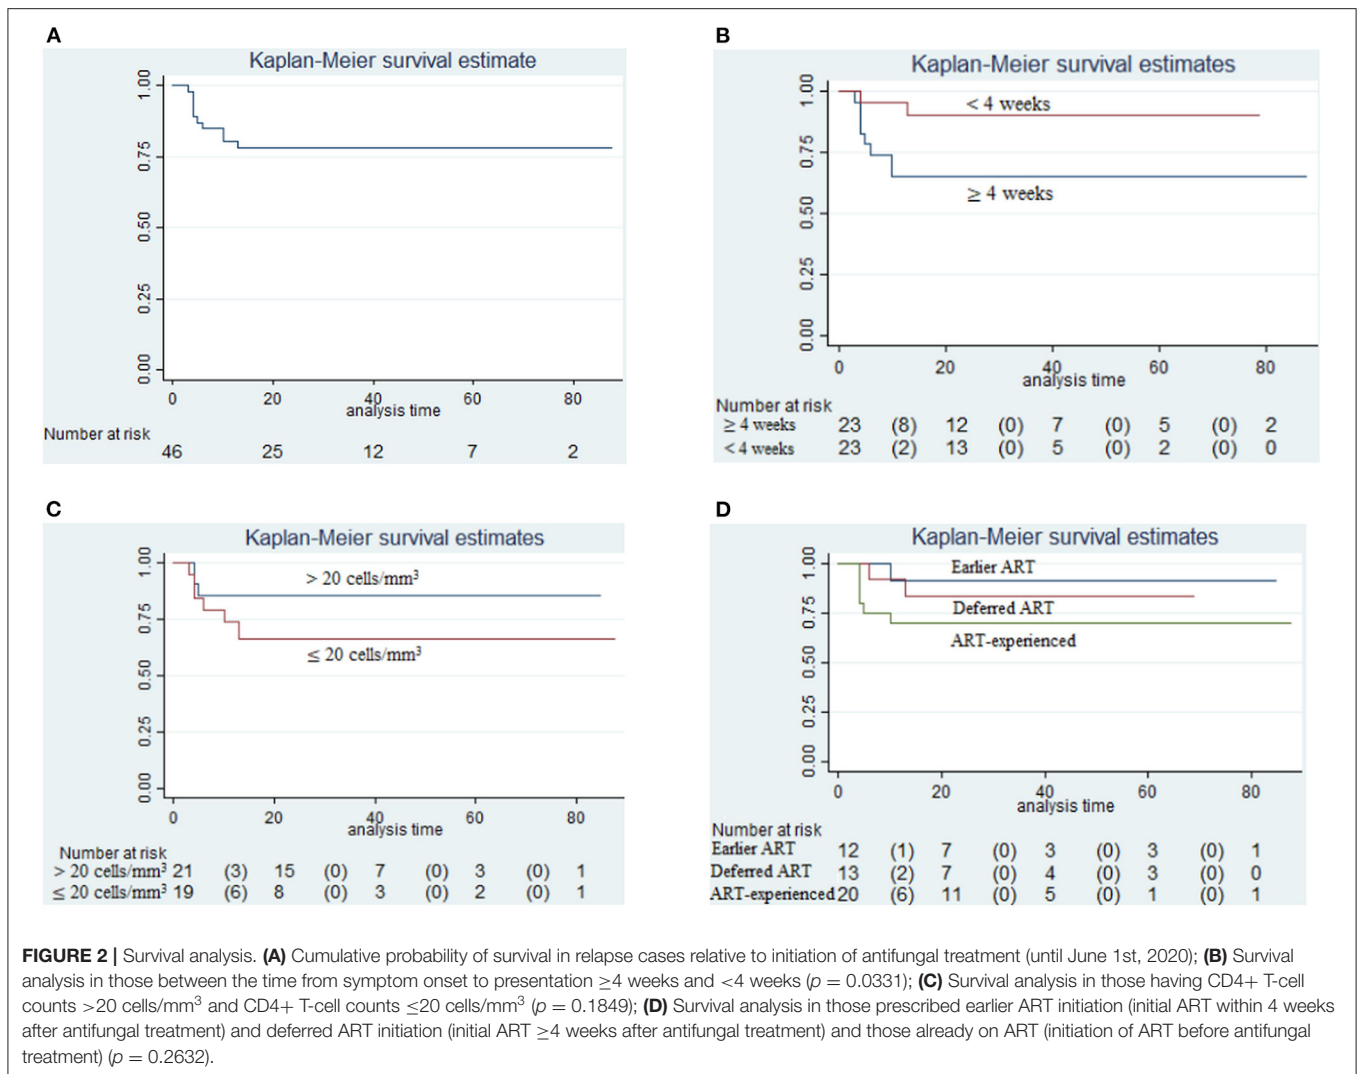 A
Kaplan-Meier survival estimate
1.00
0.75
0.50
0.25
0.00
0 20 40 60 80
analysis time
Number at risk
46 25 12 7 2
B
Kaplan-Meier survival estimates
< 4 weeks
≥ 4 weeks
1.00
0.75
0.50
0.25
0.00
0 20 40 60 80
analysis time
Number at risk
≥ 4 weeks 23 (8) 12 (0) 7 (0) 5 (0) 2
< 4 weeks 23 (2) 13 (0) 5 (0) 2 (0) 0
C
Kaplan-Meier survival estimates
> 20 cells/mm³
≤ 20 cells/mm³
1.00
0.75
0.50
0.25
0.00
0 20 40 60 80
analysis time
Number at risk
> 20 cells/mm³ 21 (3) 15 (0) 7 (0) 3 (0) 1
≤ 20 cells/mm³ 19 (6) 8 (0) 3 (0) 2 (0) 1
D
Kaplan-Meier survival estimates
Earlier ART
Deferred ART
ART-experienced
1.00
0.75
0.50
0.25
0.00
0 20 40 60 80
analysis time
Number at risk
Earlier ART 12 (1) 7 (0) 3 (0) 3 (0) 1
Deferred ART 13 (2) 7 (0) 4 (0) 3 (0) 0
ART-experienced 20 (6) 11 (0) 5 (0) 1 (0) 1
FIGURE 2 | Survival analysis. (A) Cumulative probability of survival in relapse cases relative to initiation of antifungal treatment (until June 1st, 2020); (B) Survival
analysis in those between the time from symptom onset to presentation ≥4 weeks and <4 weeks (p = 0.0331); (C) Survival analysis in those having CD4+ T-cell
counts >20 cells/mm³ and CD4+ T-cell counts ≤20 cells/mm³ (p = 0.1849); (D) Survival analysis in those prescribed earlier ART initiation (initial ART within 4 weeks
after antifungal treatment) and deferred ART initiation (initial ART ≥4 weeks after antifungal treatment) and those already on ART (initiation of ART before antifungal
treatment) (p = 0.2632).